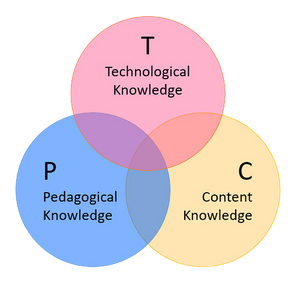 T
Technological
Knowledge
P
Pedagogical
Knowledge
C
Content
Knowledge